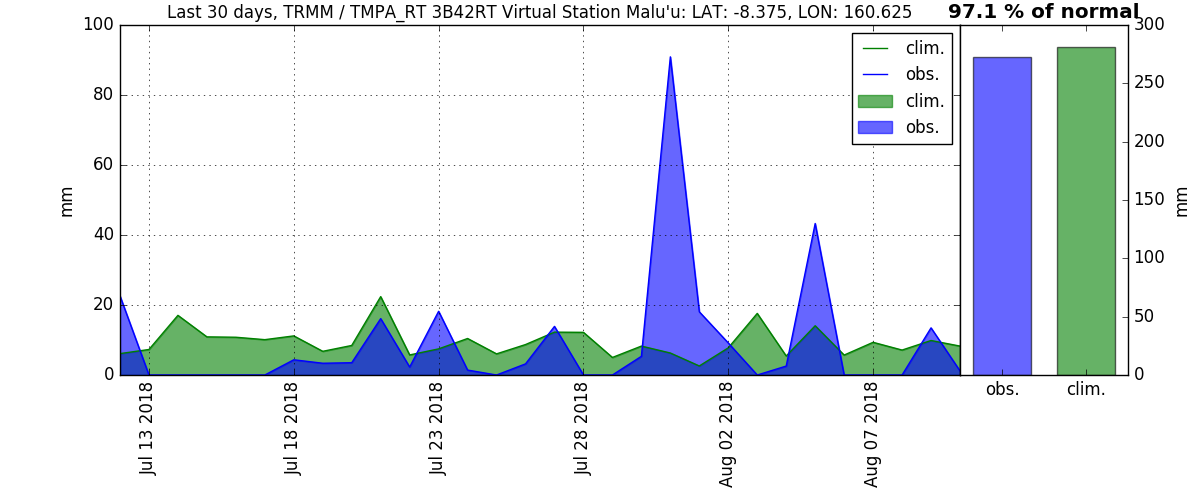 Last 30 days, TRMM / TMPA_RT 3B42RT Virtual Station Malu'u: LAT: -8.375, LON: 160.625
97.1 % of normal
100
80
60
40
20
0
mm
clim.
obs.
clim.
obs.
300
250
200
150
100
50
0
mm
obs.
clim.
Jul 13 2018
Jul 18 2018
Jul 23 2018
Jul 28 2018
Aug 02 2018
Aug 07 2018